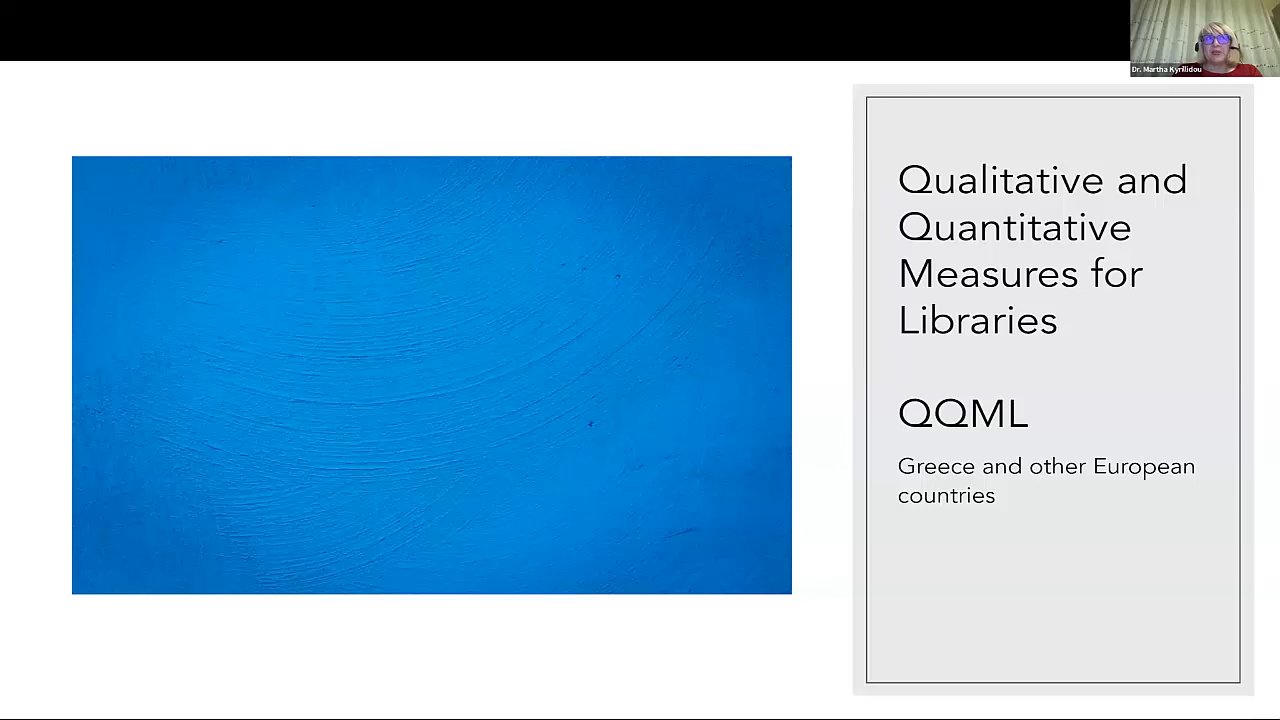 Dr. Martha Kyrillidou
Qualitative and
Quantitative
Measures for
Libraries
QQML
Greece and other European
countries